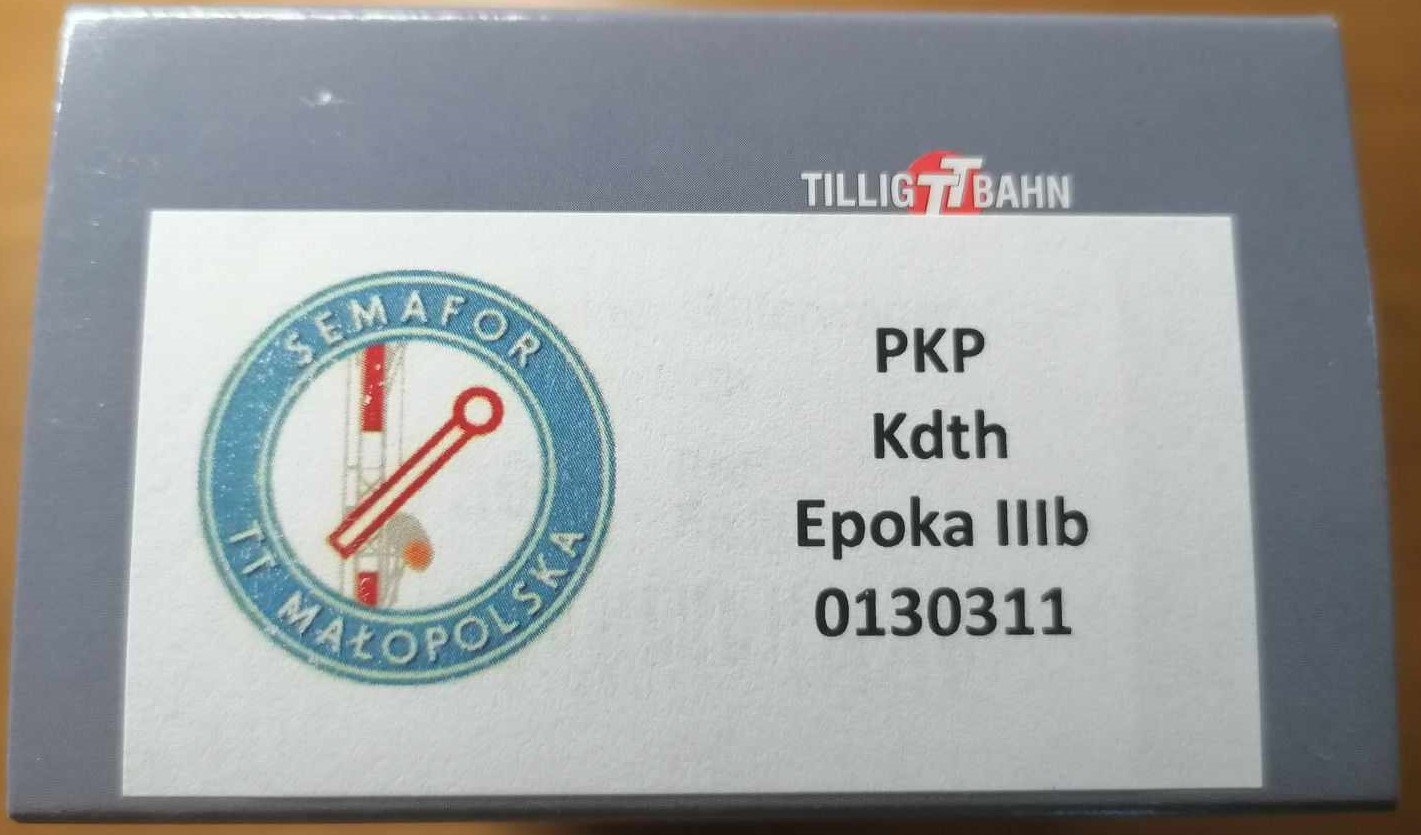 TILLIG TT BAHN
SEMAFOR
TT MAŁOPOLSKA
PKP
Kdth
Epoka IIIb
0130311